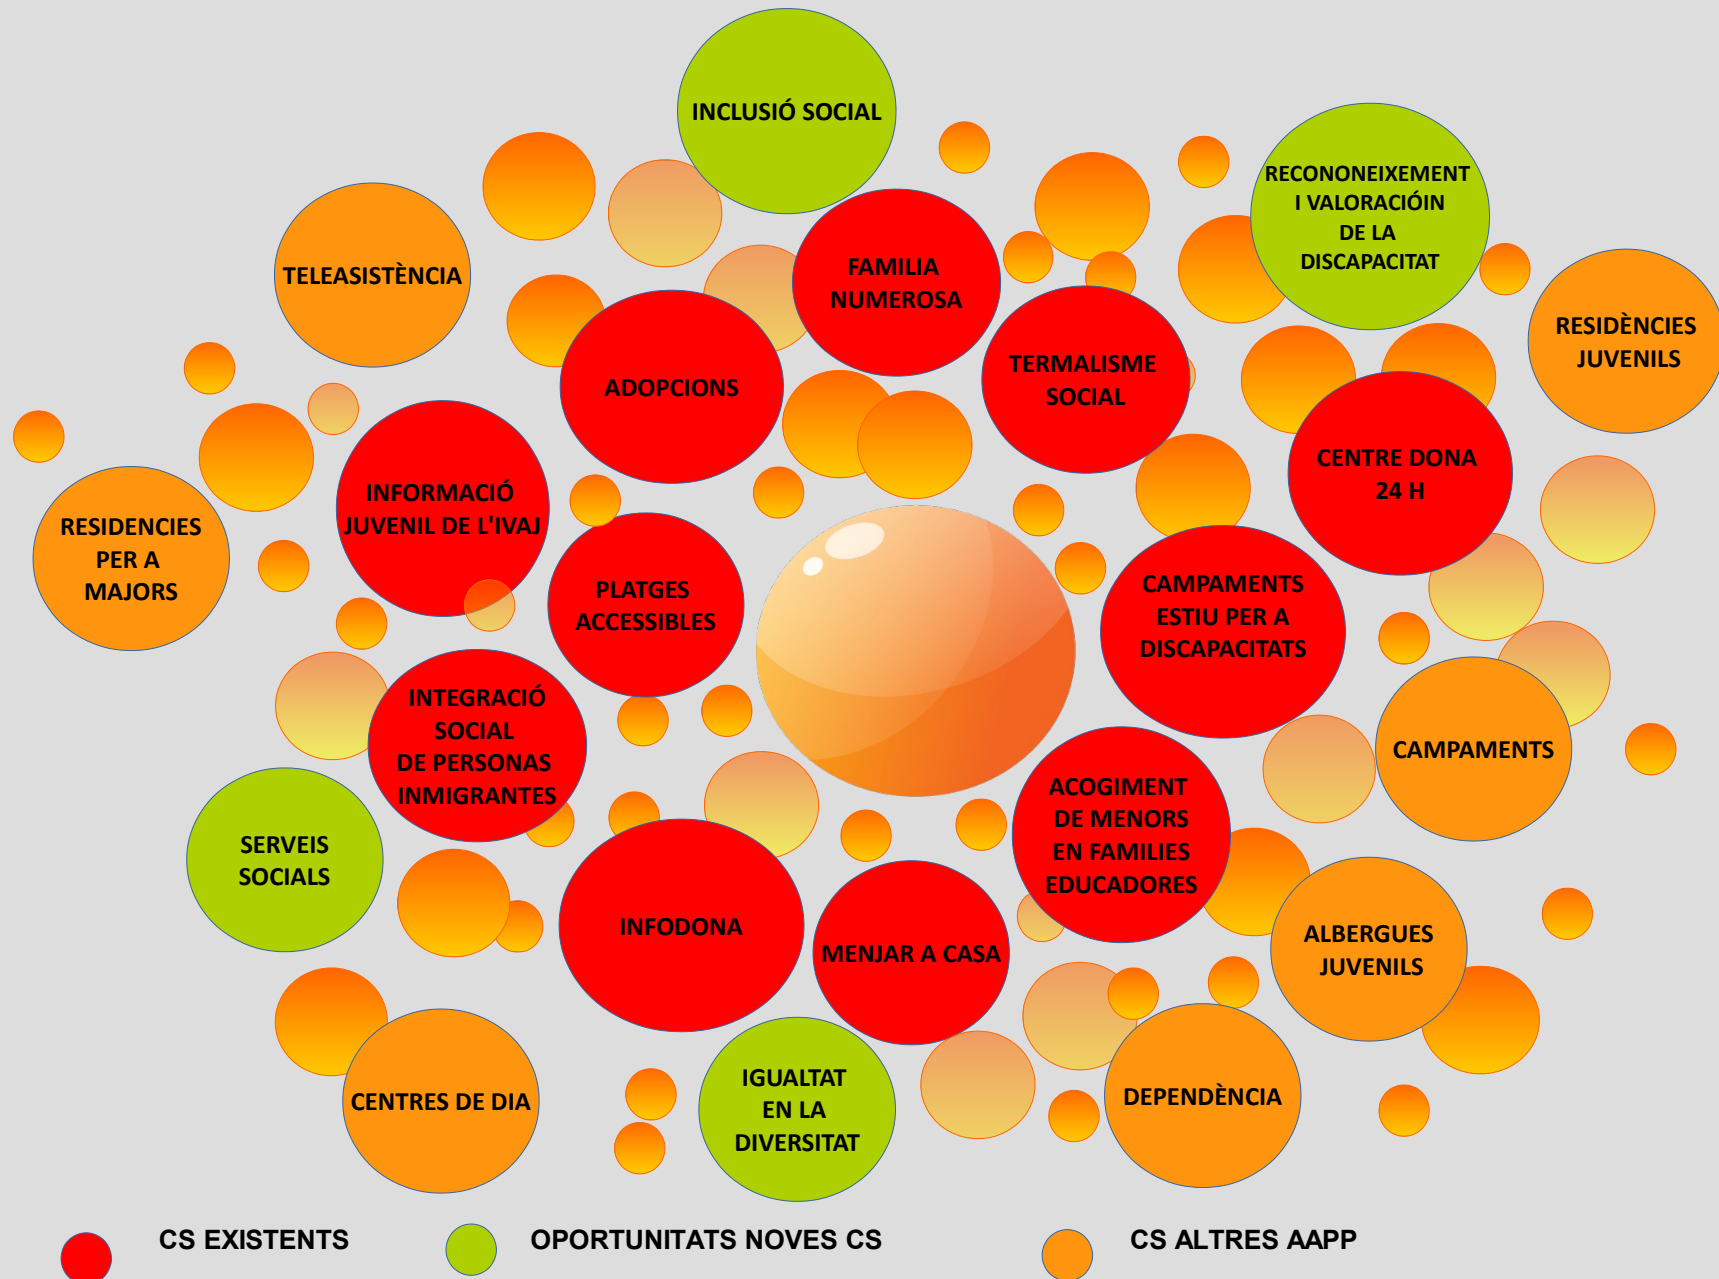 INCLUSIÓ SOCIAL
RECONONEIXEMENT
I VALORACIÓIN
DE LA
DISCAPACITAT
TELEASISTÈNCIA
FAMILIA
NUMEROSA
RESIDÈNCIES
JUVENILS
ADOPCIONS
TERMALISME
SOCIAL
CENTRE DONA
24 H
INFORMACIÓ
JUVENIL DE L'IVAJ
RESIDENCIES
PER A
MAJORS
PLATGES
ACCESSIBLES
CAMPAMENTS
ESTIU PER A
DISCAPACITATS
INTEGRACIÓ
SOCIAL
DE PERSONAS
INMIGRANTES
CAMPAMENTS
ACOGIMENT
DE MENORS
EN FAMILIES
EDUCADORES
SERVEIS
SOCIALS
INFODONA
MENJAR A CASA
ALBERGUES
JUVENILS
CENTRES DE DIA
IGUALTAT
EN LA
DIVERSITAT
DEPENDÈNCIA
CS EXISTENTS
OPORTUNITATS NOVES CS
CS ALTRES AAPP